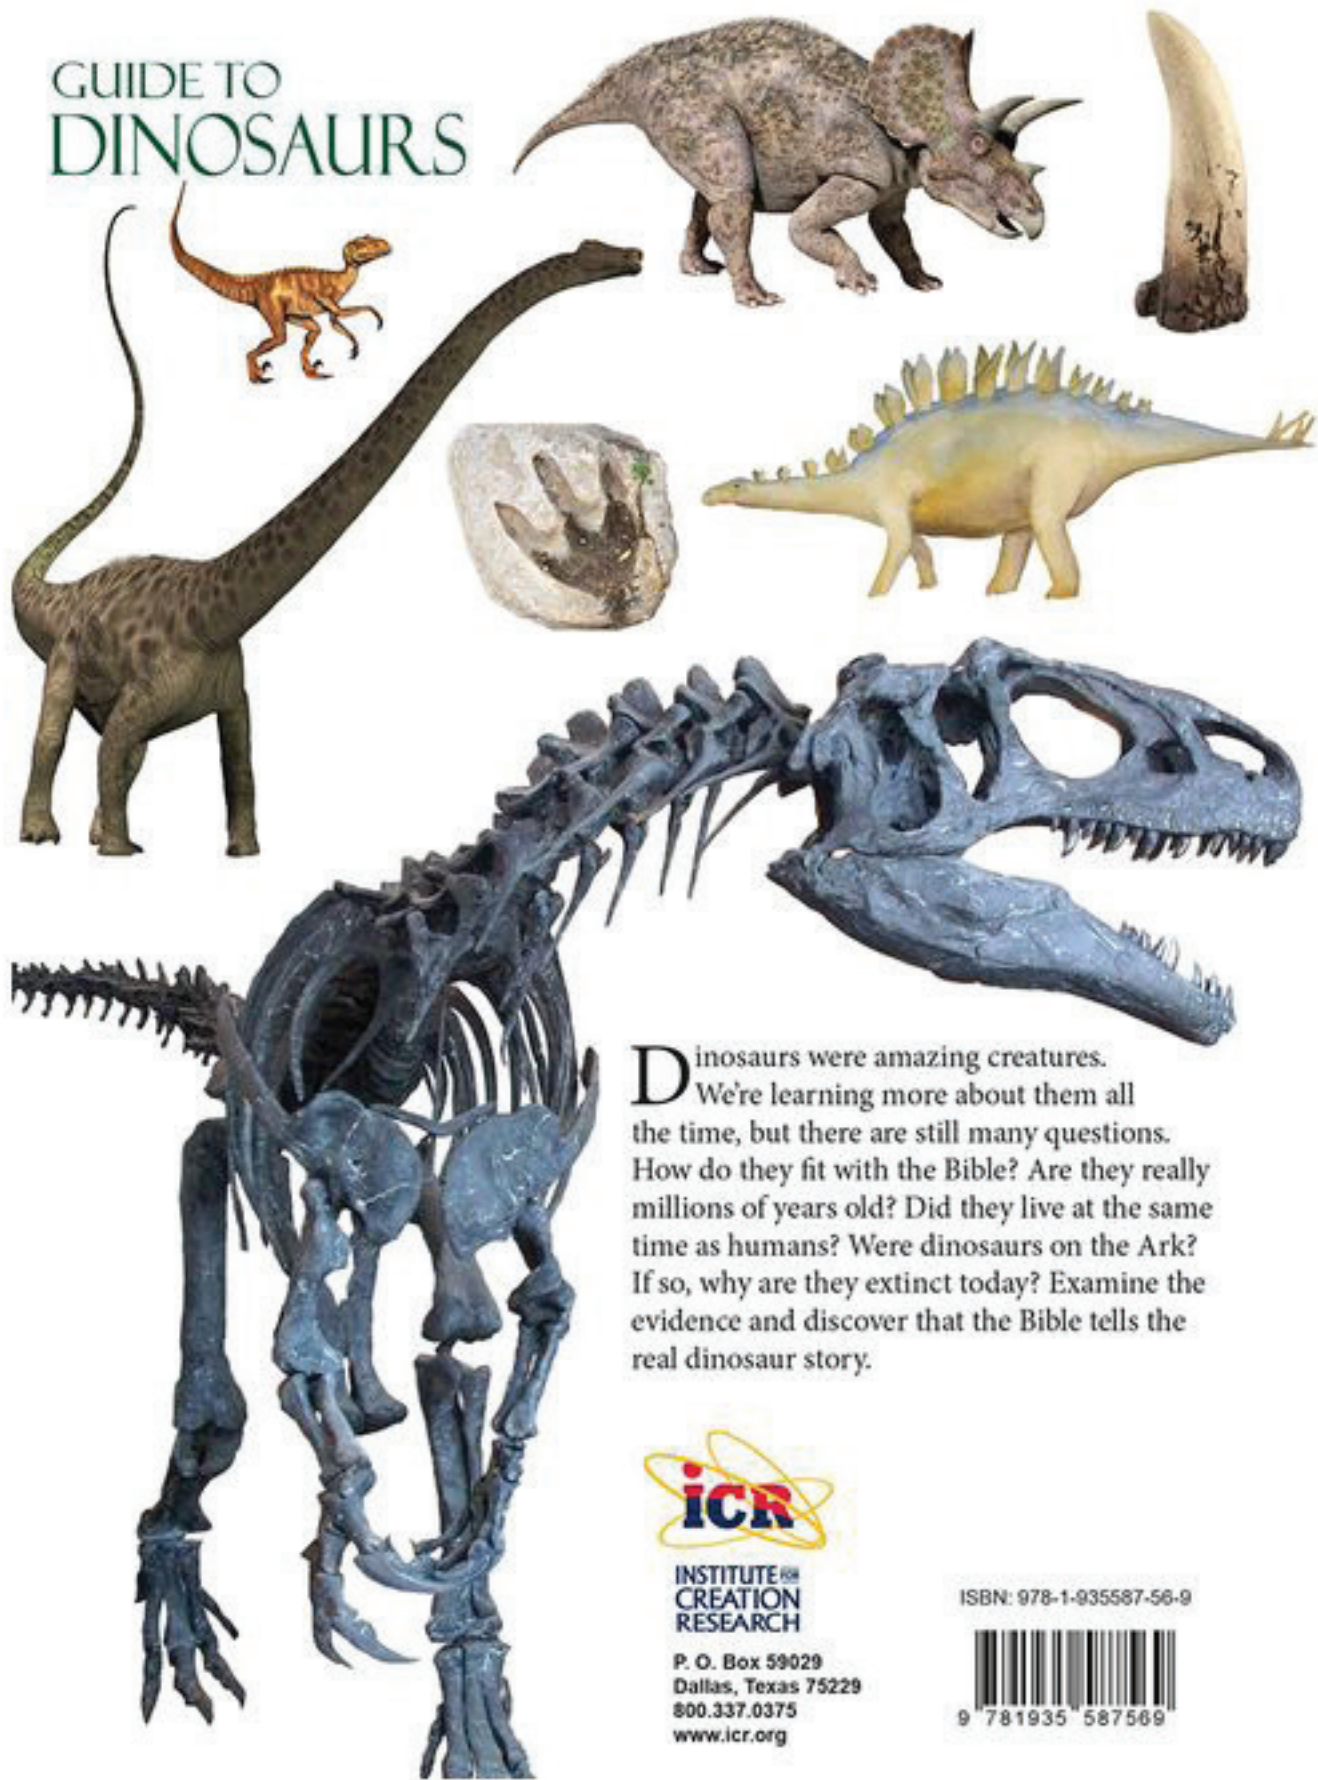 GUIDE TO
DINOSAURS
Dinosaurs were amazing creatures.
We're learning more about them all
the time, but there are still many questions.
How do they fit with the Bible? Are they really
millions of years old? Did they live at the same
time as humans? Were dinosaurs on the Ark?
If so, why are they extinct today? Examine the
evidence and discover that the Bible tells the
real dinosaur story.
iCR
INSTITUTE FOR
CREATION
RESEARCH
P. O. Box 59029
Dallas, Texas 75229
800.337.0375
www.icr.org
ISBN: 978-1-935587-56-9
9 781935 587569